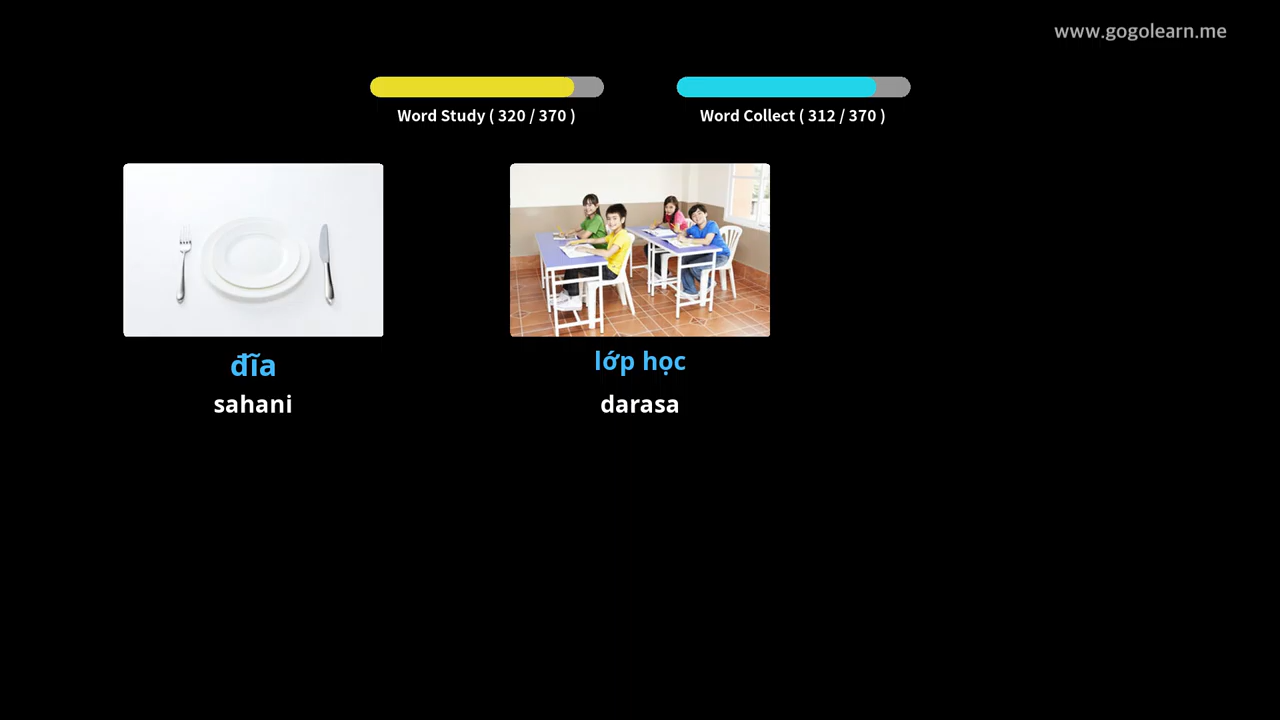 www.gogolearn.me
Word Study ( 320 / 370 )
Word Collect ( 312 / 370 )
đĩa
sahani
lớp học
darasa